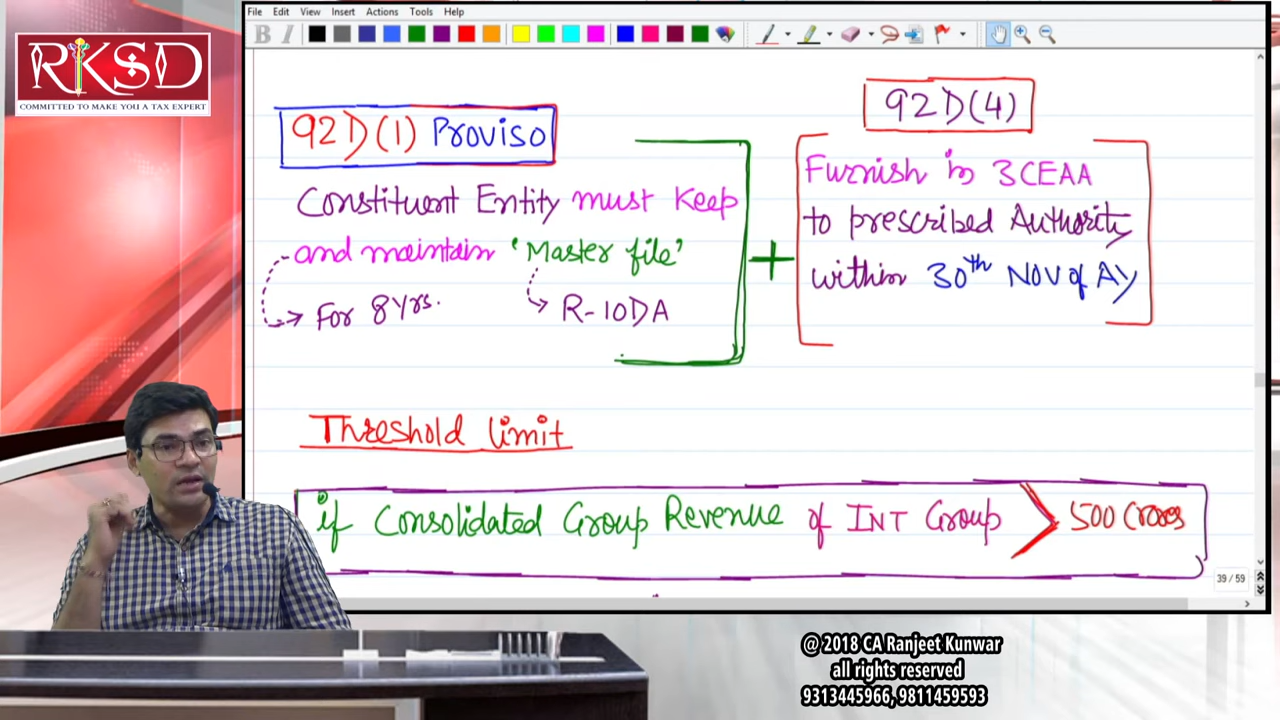 File Edit View Insert Actions Tools Help
B I
RKSD
COMMITTED TO MAKE YOU A TAX EXPERT
92D(1) Proviso
Constituent Entity must Keep
and maintain 'Master file'
For 8 Yrs.
R-10DA
+
92D(4)
Furnish in 3CEAA
to prescribed Authority
within 30th NOV of AY
Threshold limit
if Consolidated Group Revenue of INT Group > 500 Crores
39 / 59
@ 2018 CA Ranjeet Kunwar
all rights reserved
9313445966, 9811459593